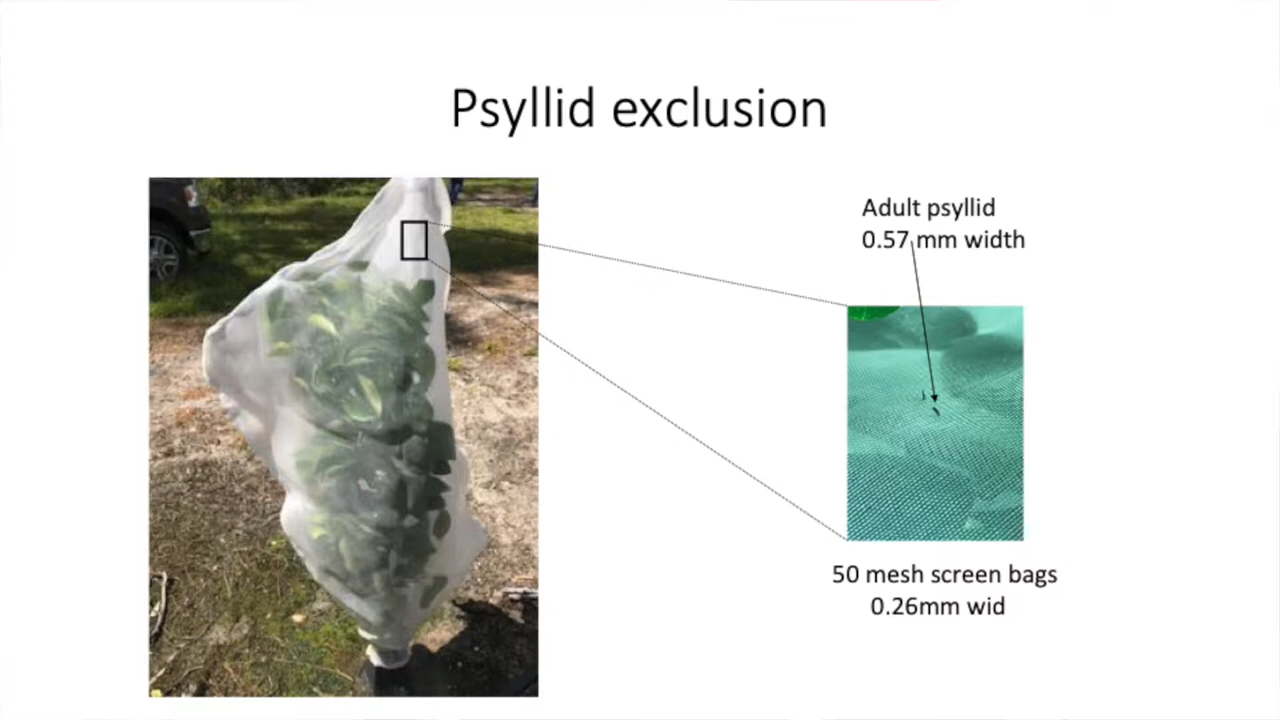 Psyllid exclusion
Adult psyllid
0.57 mm width
50 mesh screen bags
0.26mm wid